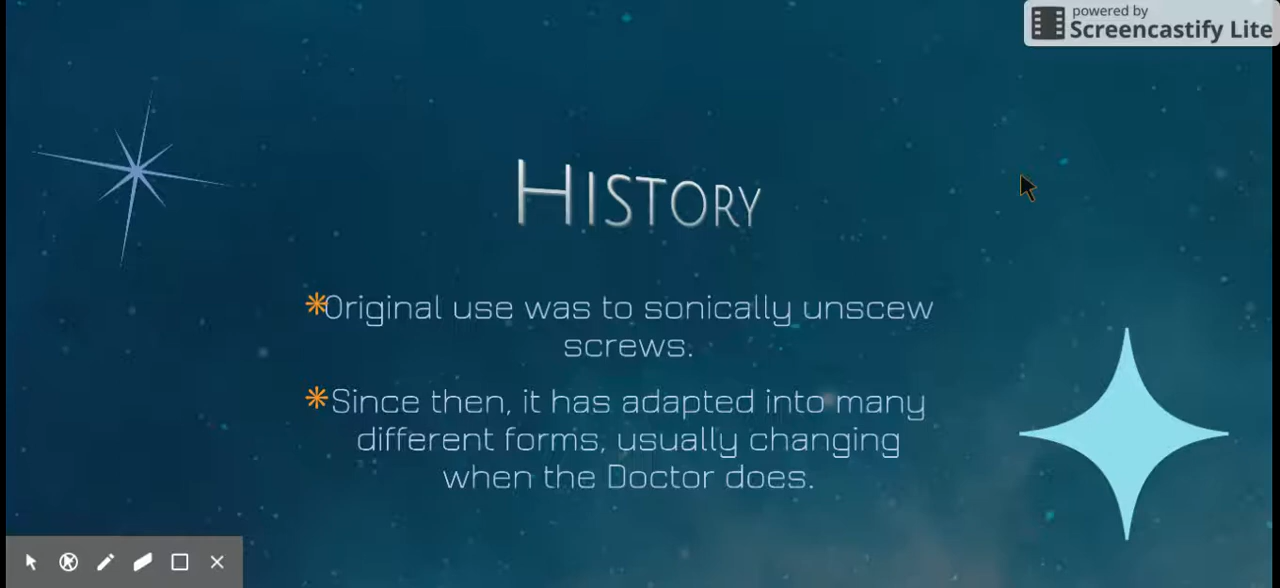 powered by
Screencastify Lite
History
Original use was to sonically unscew
screws.
Since then, it has adapted into many
different forms, usually changing
when the Doctor does.